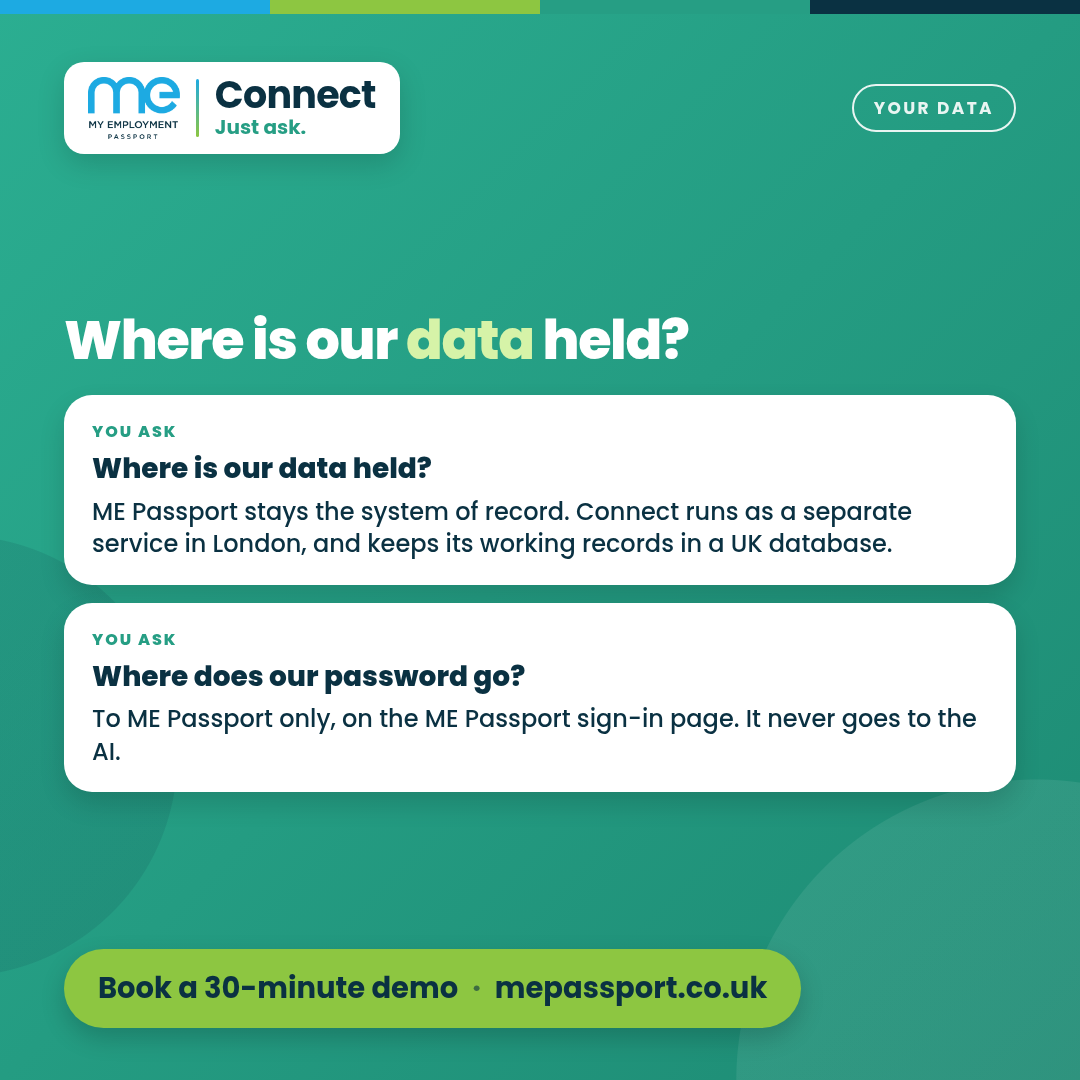 me
MY EMPLOYMENT
PASSPORT
Connect
Just ask.
YOUR DATA
Where is our data held?
YOU ASK
Where is our data held?
ME Passport stays the system of record. Connect runs as a separate
service in London, and keeps its working records in a UK database.
YOU ASK
Where does our password go?
To ME Passport only, on the ME Passport sign-in page. It never goes to the
AI.
Book a 30-minute demo · mepassport.co.uk